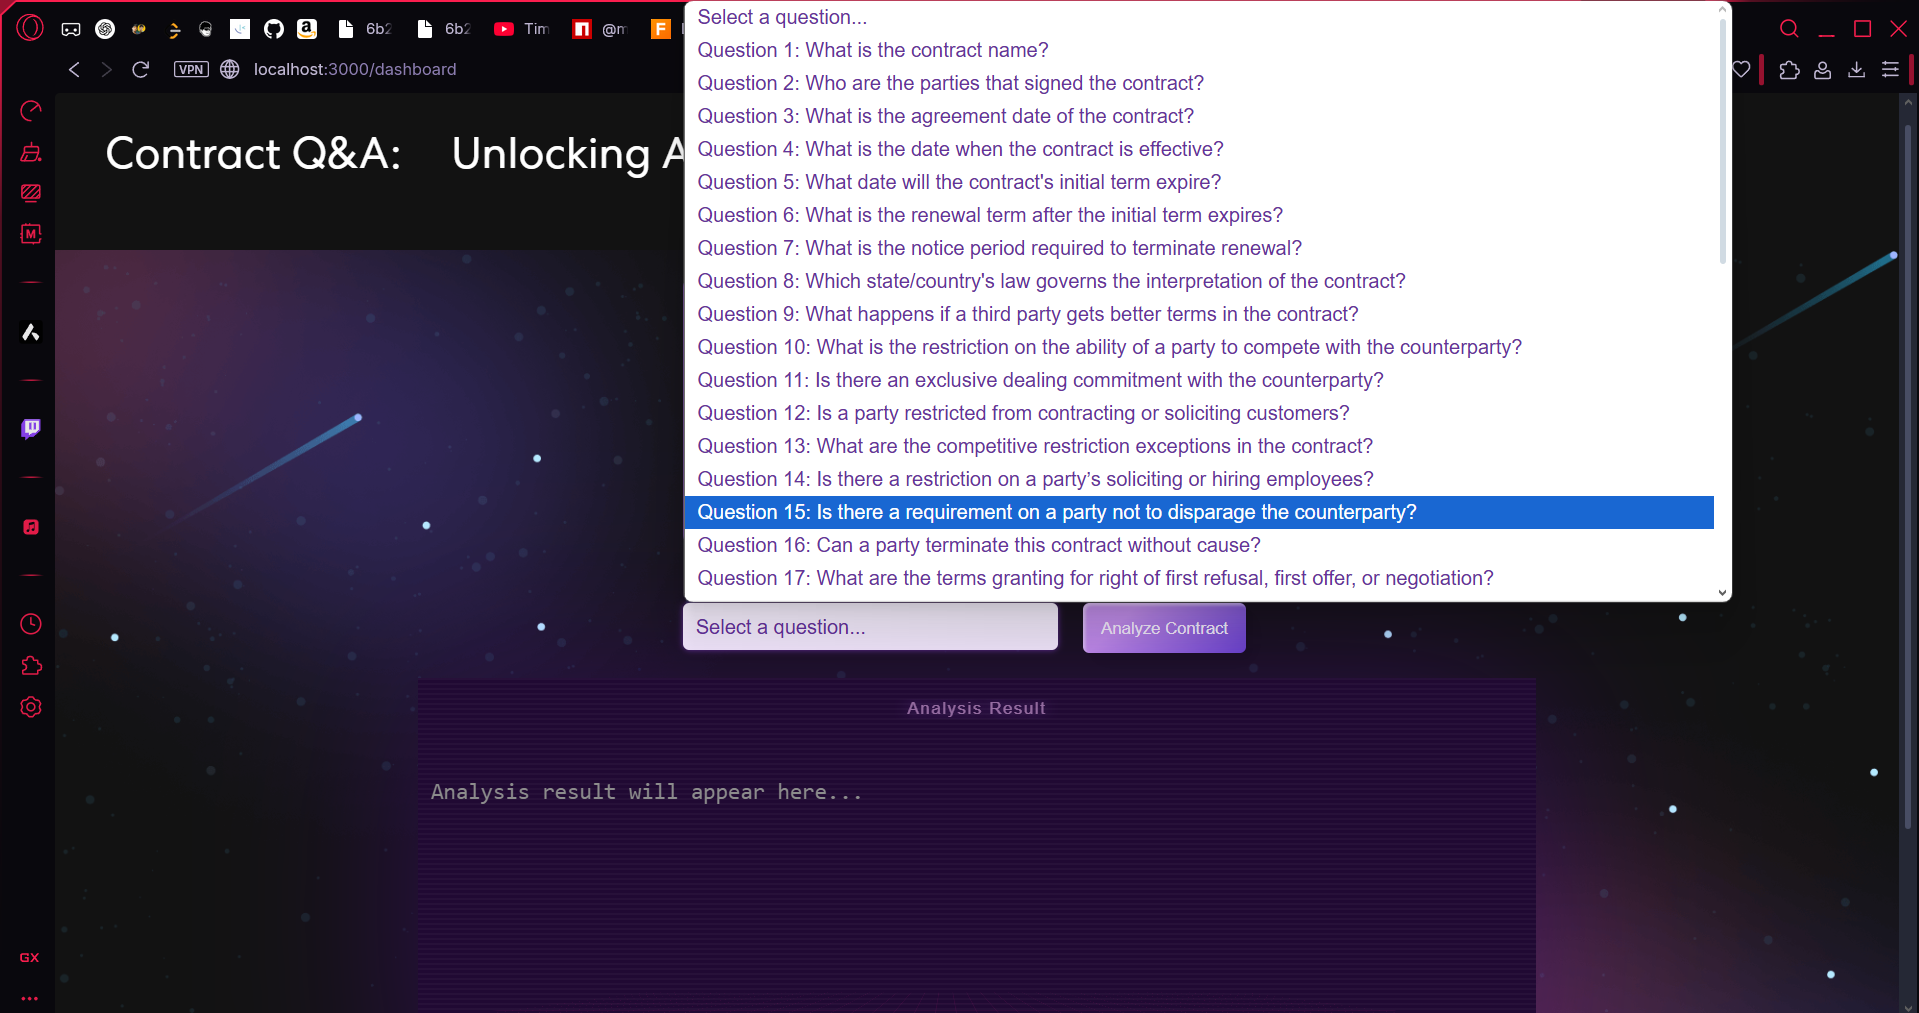 6b2
6b2
Tim
@m
VPN
localhost:3000/dashboard
Contract Q&A:
Unlocking A
Select a question...
Question 1: What is the contract name?
Question 2: Who are the parties that signed the contract?
Question 3: What is the agreement date of the contract?
Question 4: What is the date when the contract is effective?
Question 5: What date will the contract's initial term expire?
Question 6: What is the renewal term after the initial term expires?
Question 7: What is the notice period required to terminate renewal?
Question 8: Which state/country's law governs the interpretation of the contract?
Question 9: What happens if a third party gets better terms in the contract?
Question 10: What is the restriction on the ability of a party to compete with the counterparty?
Question 11: Is there an exclusive dealing commitment with the counterparty?
Question 12: Is a party restricted from contracting or soliciting customers?
Question 13: What are the competitive restriction exceptions in the contract?
Question 14: Is there a restriction on a party’s soliciting or hiring employees?
Question 15: Is there a requirement on a party not to disparage the counterparty?
Question 16: Can a party terminate this contract without cause?
Question 17: What are the terms granting for right of first refusal, first offer, or negotiation?
Select a question...
Analyze Contract
Analysis Result
Analysis result will appear here...
GX